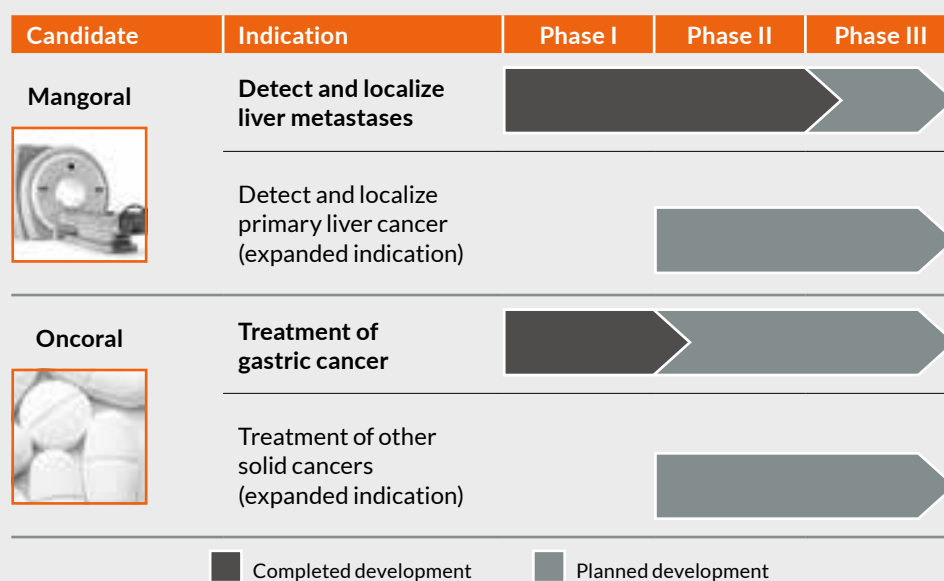 Candidate Indication Phase I Phase II Phase III
Mangoral
Detect and localize
liver metastases
Detect and localize
primary liver cancer
(expanded indication)
Oncoral
Treatment of
gastric cancer
Treatment of other
solid cancers
(expanded indication)
Completed development Planned development